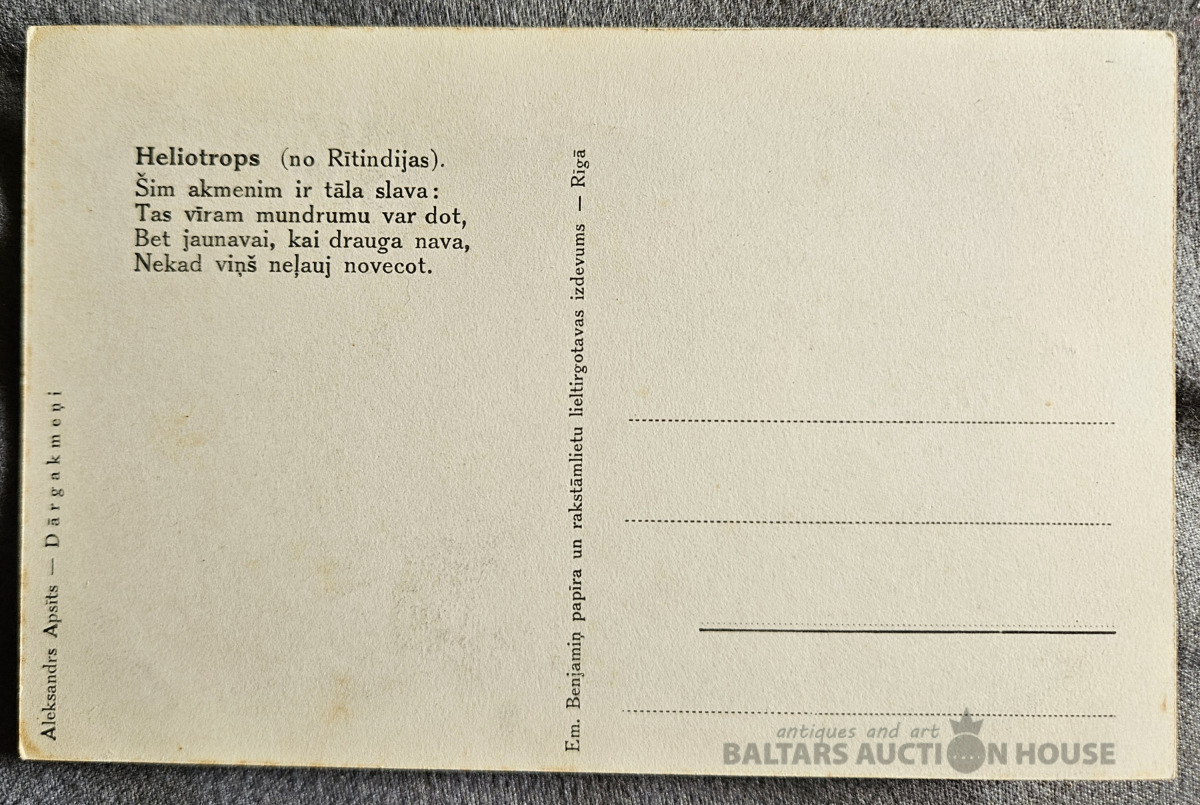 Heliotrops (no Rītindijas).
Šim akmenim ir tāla slava:
Tas vīram mundrumu var dot,
Bet jaunavai, kai drauga nava,
Nekad viņš neļauj novecot.
Aleksandrs Apsīts — Dārgakmeņi
Em. Benjamiņ papīra un rakstāmlietu lieltirgotavas izdevums — Rīgā
antiques and art
BALTARS AUCTION HOUSE